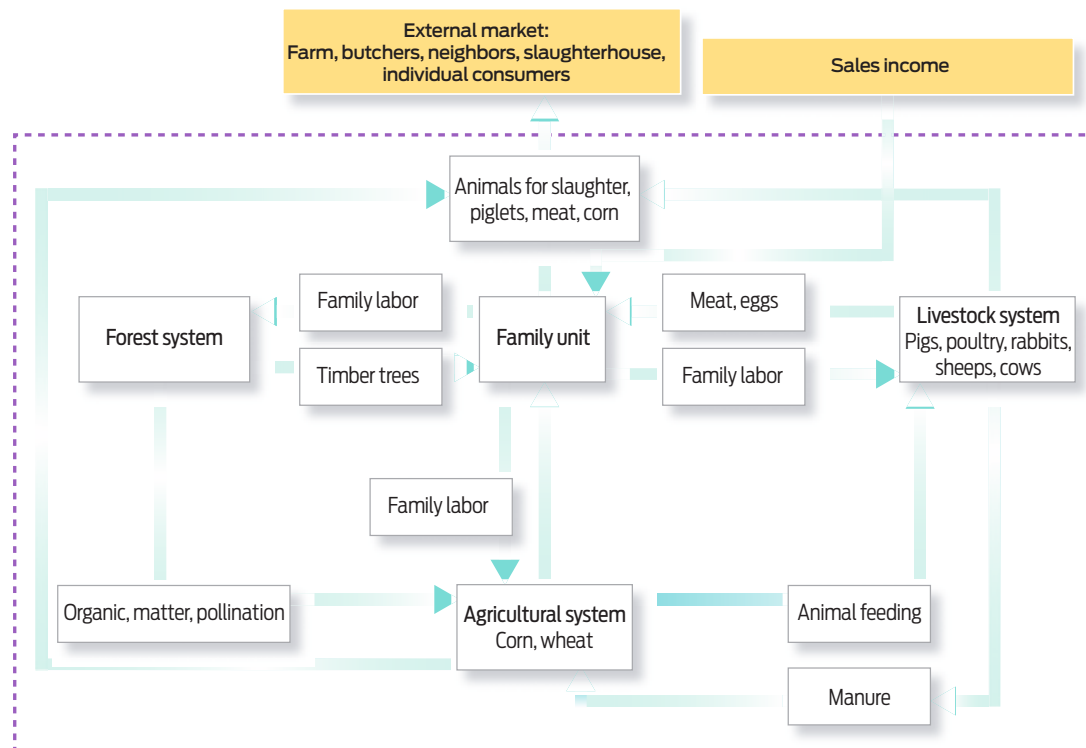 External market:
Farm, butchers, neighbors, slaughterhouse,
individual consumers
Sales income
Animals for slaughter,
piglets, meat, corn
Family labor
Meat, eggs
Forest system
Family unit
Livestock system
Pigs, poultry, rabbits,
sheeps, cows
Timber trees
Family labor
Family labor
Organic, matter, pollination
Agricultural system
Corn, wheat
Animal feeding
Manure